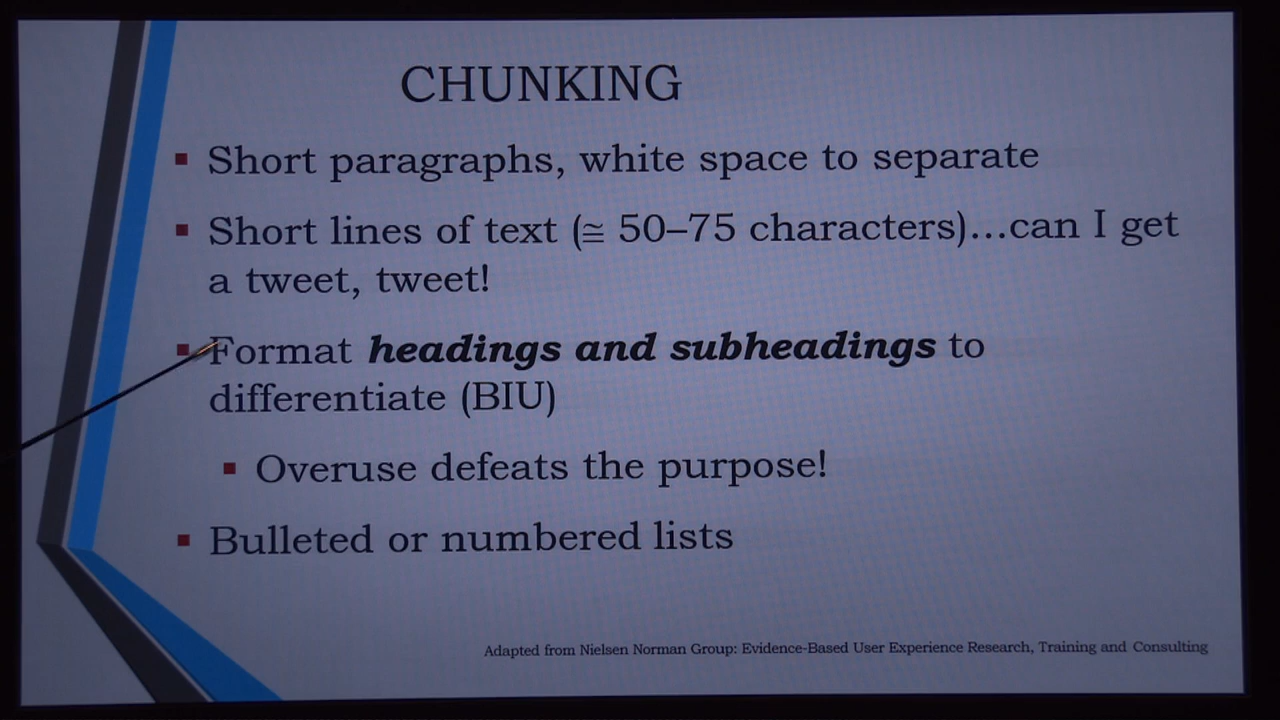 CHUNKING
Short paragraphs, white space to separate
Short lines of text (≅ 50–75 characters)...can I get
a tweet, tweet!
Format headings and subheadings to
differentiate (BIU)
Overuse defeats the purpose!
Bulleted or numbered lists
Adapted from Nielsen Norman Group: Evidence-Based User Experience Research, Training and Consulting